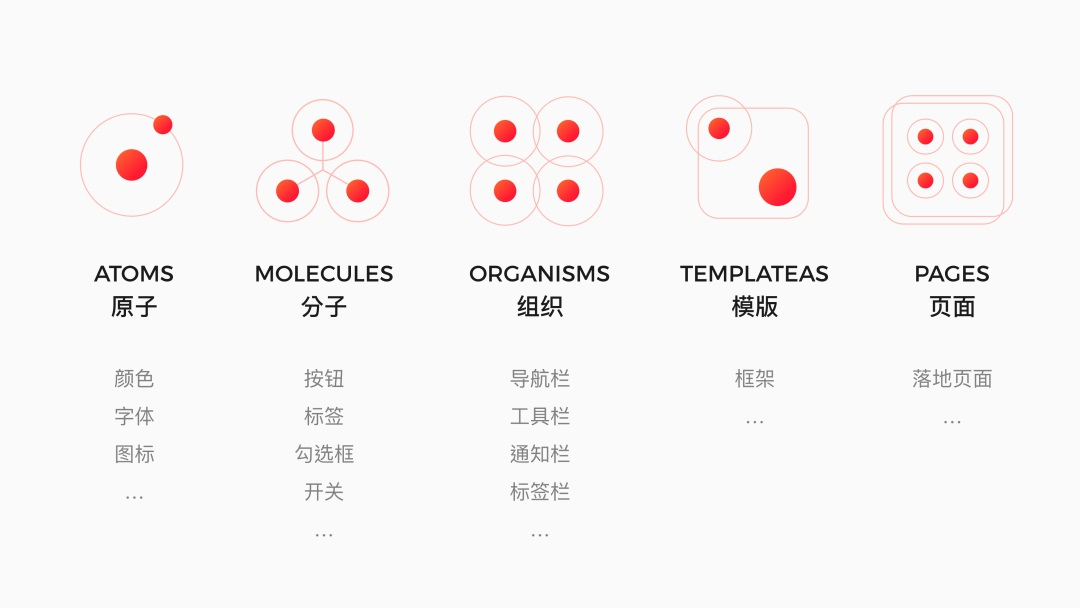 ATOMS
原子
颜色
字体
图标
...
MOLECULES
分子
按钮
标签
勾选框
开关
...
ORGANISMS
组织
导航栏
工具栏
通知栏
标签栏
...
TEMPLATEAS
模版
框架
...
PAGES
页面
落地页面
...